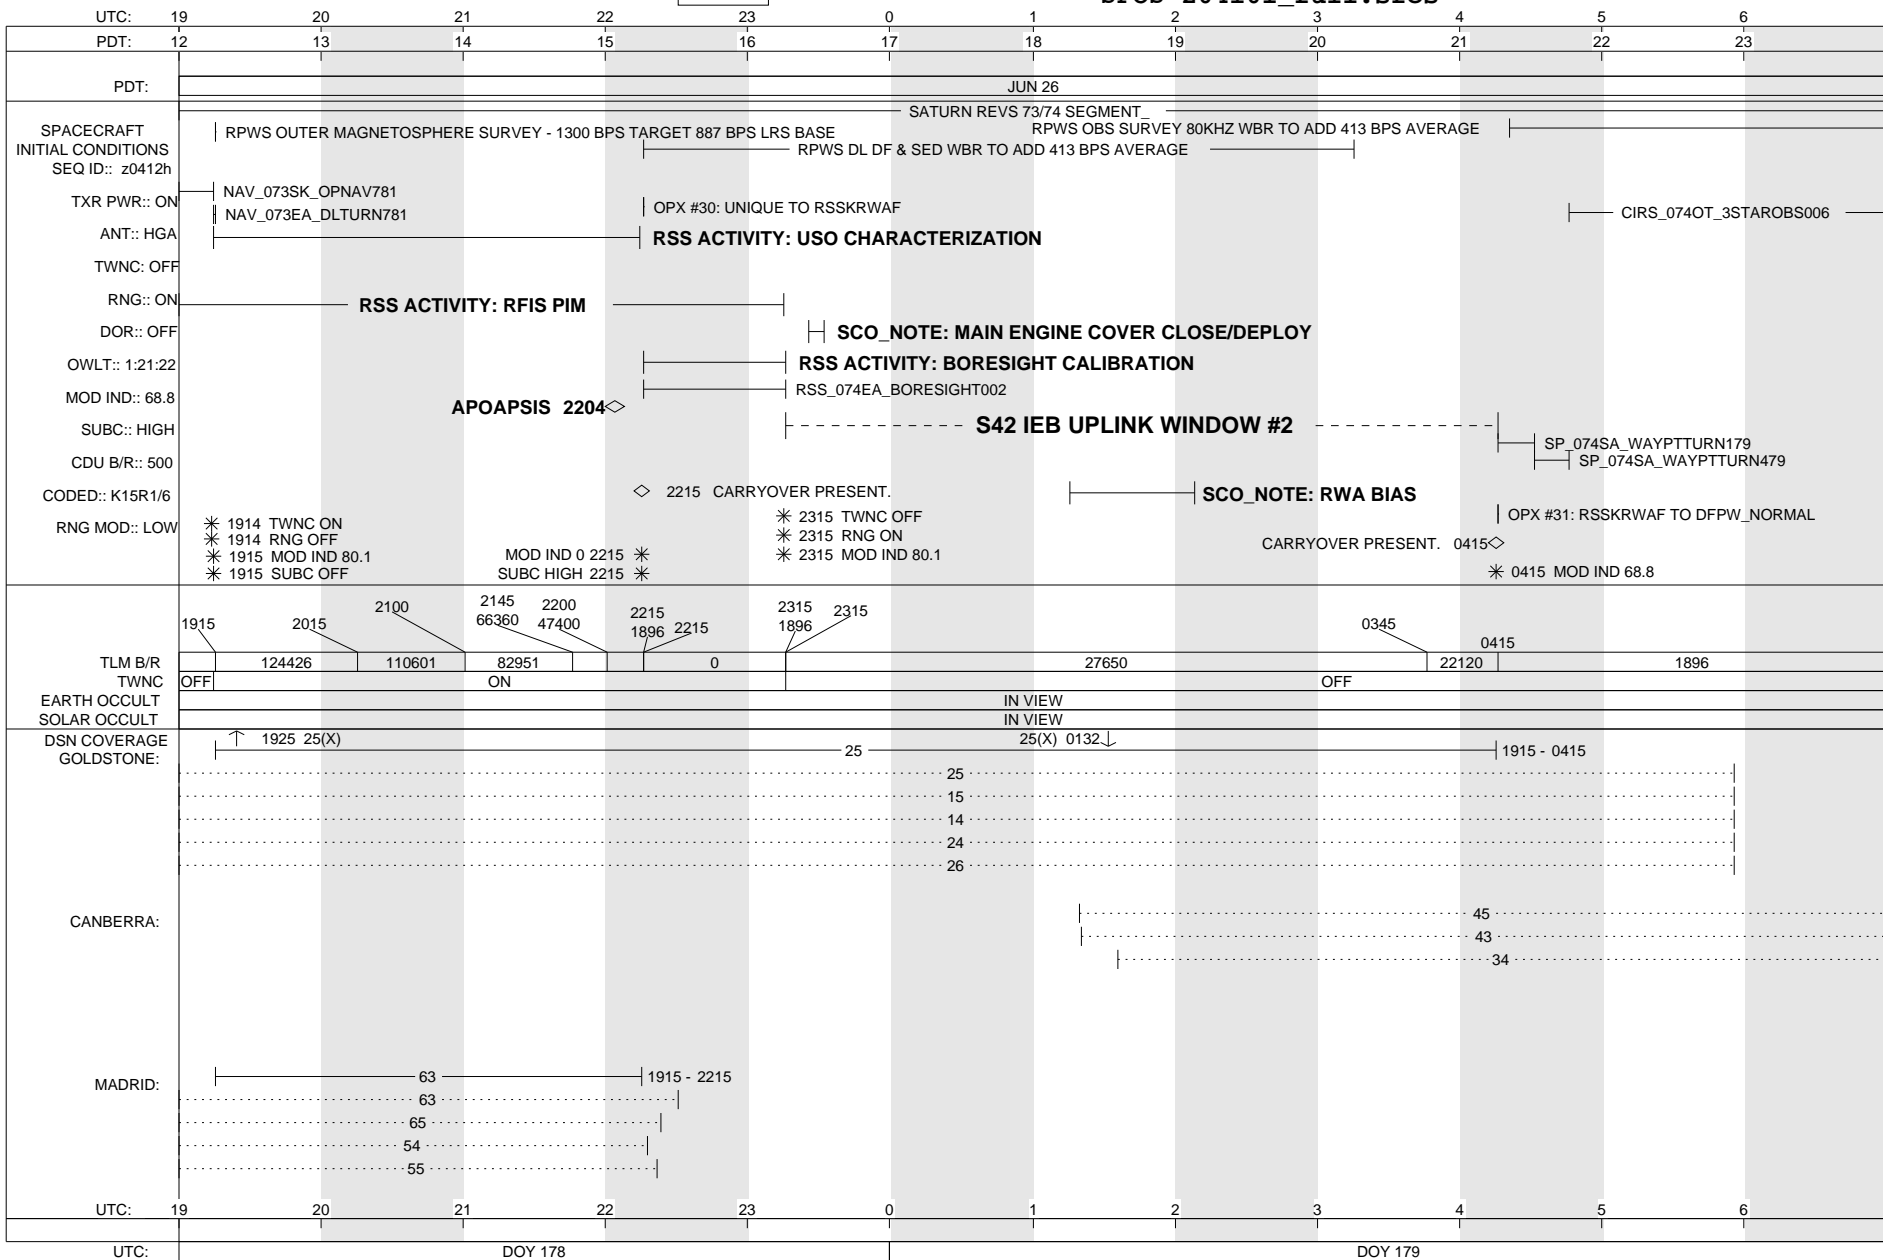 UTC: 19 20 21 22 23 0 1 2 3 4 5 6
PDT: 12 13 14 15 16 17 18 19 20 21 22 23
PDT: JUN 26
SATURN REVS 73/74 SEGMENT_
SPACECRAFT
INITIAL CONDITIONS
SEQ ID:: z0412h
RPWS OUTER MAGNETOSPHERE SURVEY - 1300 BPS TARGET 887 BPS LRS BASE
RPWS OBS SURVEY 80KHZ WBR TO ADD 413 BPS AVERAGE
RPWS DL DF & SED WBR TO ADD 413 BPS AVERAGE
TXR PWR:: ON
NAV_073SK_OPNAV781
NAV_073EA_DLTURN781
OPX #30: UNIQUE TO RSSKRWAF
CIRS_074OT_3STAROBS006
ANT:: HGA
RSS ACTIVITY: USO CHARACTERIZATION
TWNC: OFF
RNG:: ON
RSS ACTIVITY: RFIS PIM
DOR:: OFF
SCO_NOTE: MAIN ENGINE COVER CLOSE/DEPLOY
OWLT:: 1:21:22
RSS ACTIVITY: BORESIGHT CALIBRATION
MOD IND:: 68.8
RSS_074EA_BORESIGHT002
APOAPSIS 2204
SUBC:: HIGH
S42 IEB UPLINK WINDOW #2
SP_074SA_WAYPTTURN179
CDU B/R:: 500
SP_074SA_WAYPTTURN479
CODED:: K15R1/6
2215 CARRYOVER PRESENT.
SCO_NOTE: RWA BIAS
RNG MOD:: LOW
1914 TWNC ON
1914 RNG OFF
1915 MOD IND 80.1
1915 SUBC OFF
MOD IND 0 2215
SUBC HIGH 2215
2315 TWNC OFF
2315 RNG ON
2315 MOD IND 80.1
OPX #31: RSSKRWAF TO DFPW_NORMAL
CARRYOVER PRESENT. 0415
0415 MOD IND 68.8
1915
2015
2100
2145
66360
2200
47400
2215
1896
2215
2315
1896
2315
0345
0415
TLM B/R 124426 110601 82951 0 27650 22120 1896
TWNC OFF ON OFF
EARTH OCCULT IN VIEW
SOLAR OCCULT IN VIEW
DSN COVERAGE
GOLDSTONE:
1925 25(X)
25(X) 0132
25 1915 - 0415
25
15
14
24
26
CANBERRA:
45
43
34
MADRID:
63 1915 - 2215
63
65
54
55
UTC: 19 20 21 22 23 0 1 2 3 4 5 6
UTC: DOY 178 DOY 179